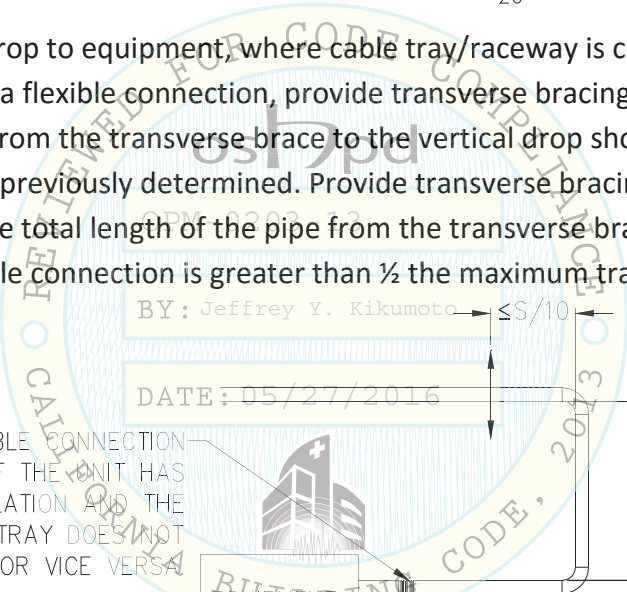 rop to equipment, where cable tray/raceway is c
a flexible connection, provide transverse bracing
rom the transverse brace to the vertical drop sho
previously determined. Provide transverse bracin
e total length of the pipe from the transverse bra
le connection is greater than ½ the maximum tra
REVIEWED FOR CODE COMPLIANCE
oshpd
OPM-0203-13
BY: Jeffrey Y. Kikumoto
≤S/10
DATE: 05/27/2016
BLE CONNECTION
F THE UNIT HAS
LATION AND THE
TRAY DOES NOT
OR VICE VERSA
CALIFORNIA BUILDING CODE, 2013